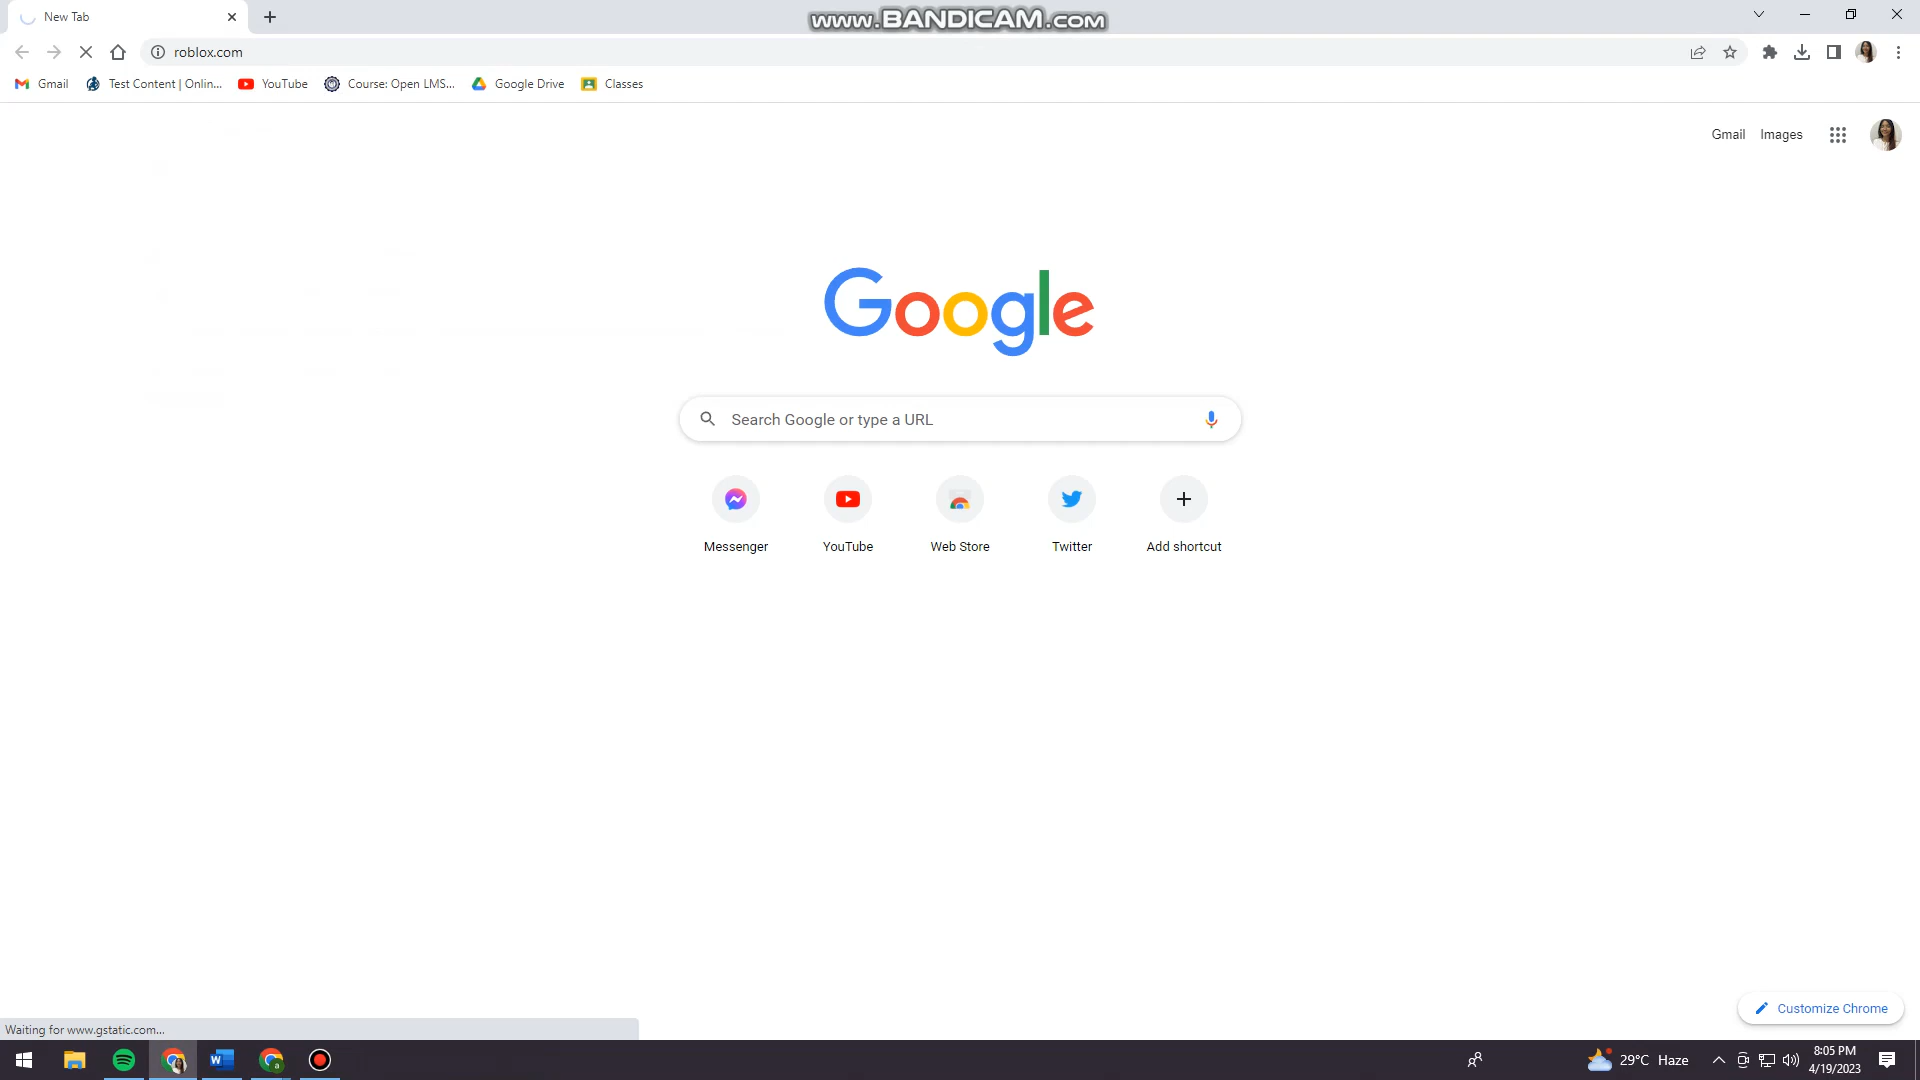 New Tab
www.BANDICAM.com
roblox.com
Gmail
Test Content | Onlin...
YouTube
Course: Open LMS...
Google Drive
Classes
Gmail
Images
Google
Search Google or type a URL
Messenger
YouTube
Web Store
Twitter
Add shortcut
Customize Chrome
Waiting for www.gstatic.com...
29°C Haze
8:05 PM
4/19/2023